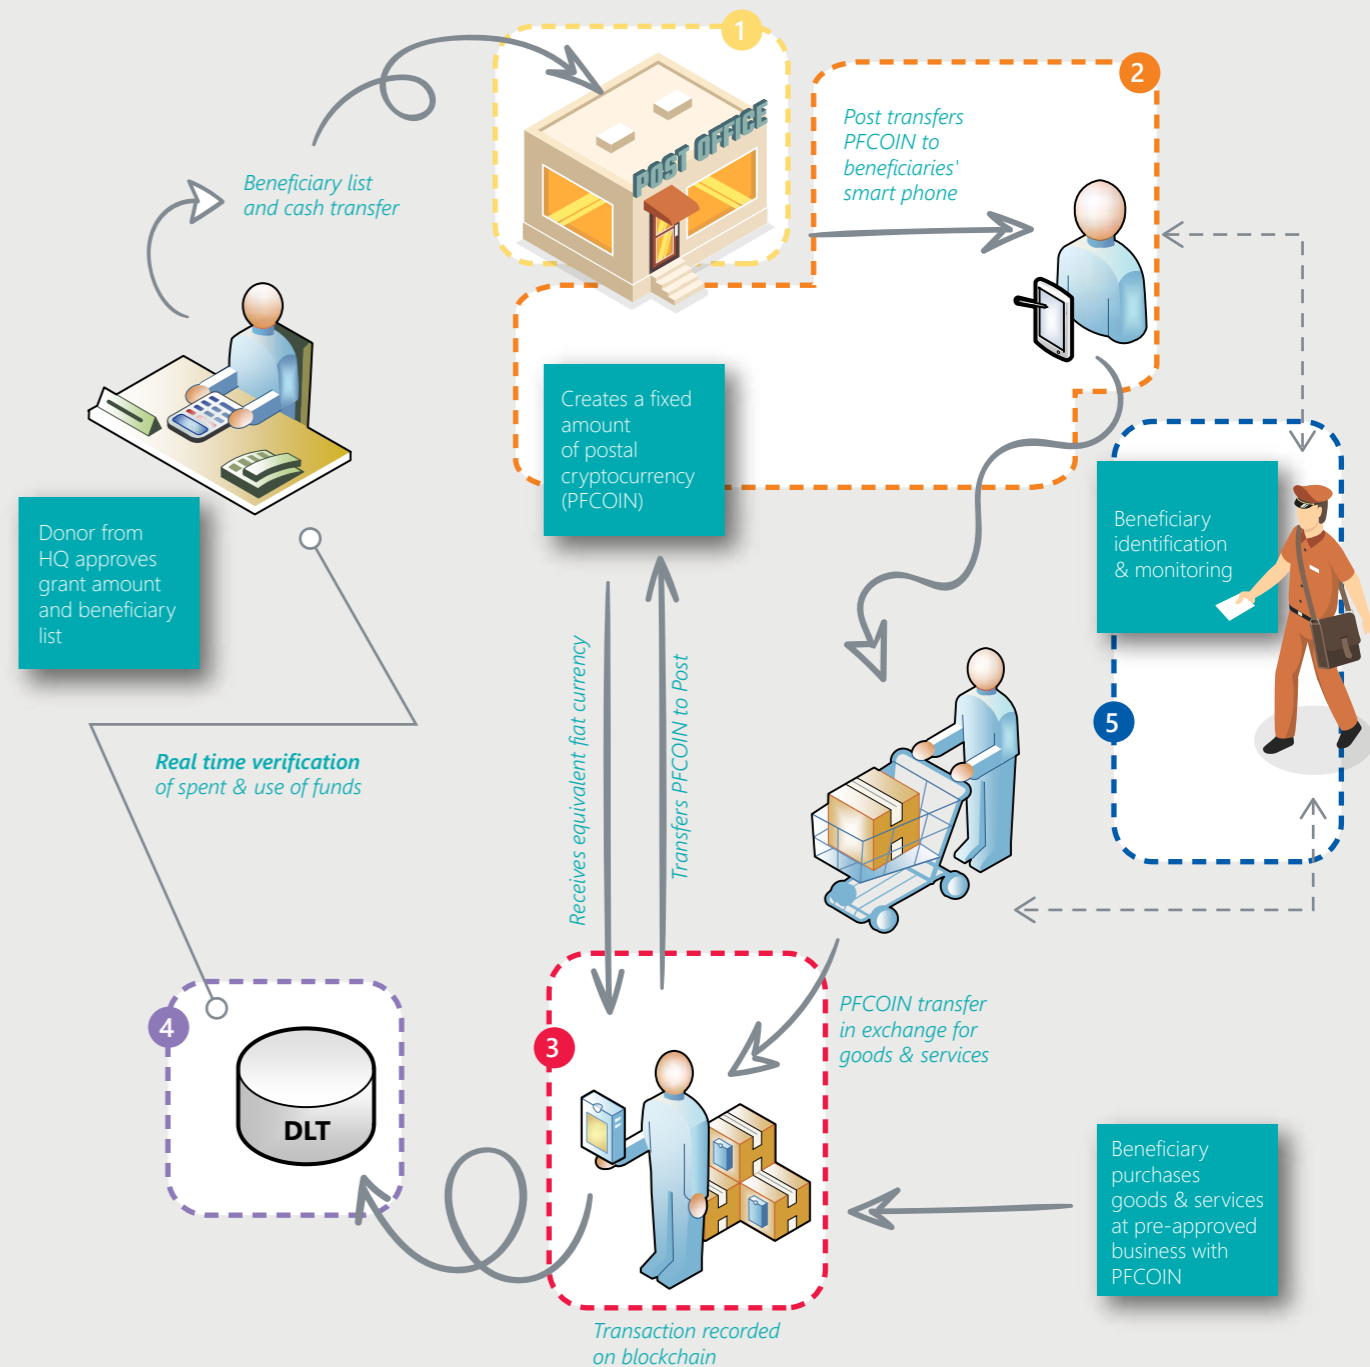 1
POST OFFICE
2
Post transfers
PFCOIN to
beneficiaries'
smart phone
Beneficiary list
and cash transfer
Creates a fixed
amount
of postal
cryptocurrency
(PFCOIN)
Donor from
HQ approves
grant amount
and beneficiary
list
Beneficiary
identification
& monitoring
5
Receives equivalent fiat currency
Transfers PFCOIN to Post
Real time verification
of spent & use of funds
4
DLT
3
PFCOIN transfer
in exchange for
goods & services
Beneficiary
purchases
goods & services
at pre-approved
business with
PFCOIN
Transaction recorded
on blockchain